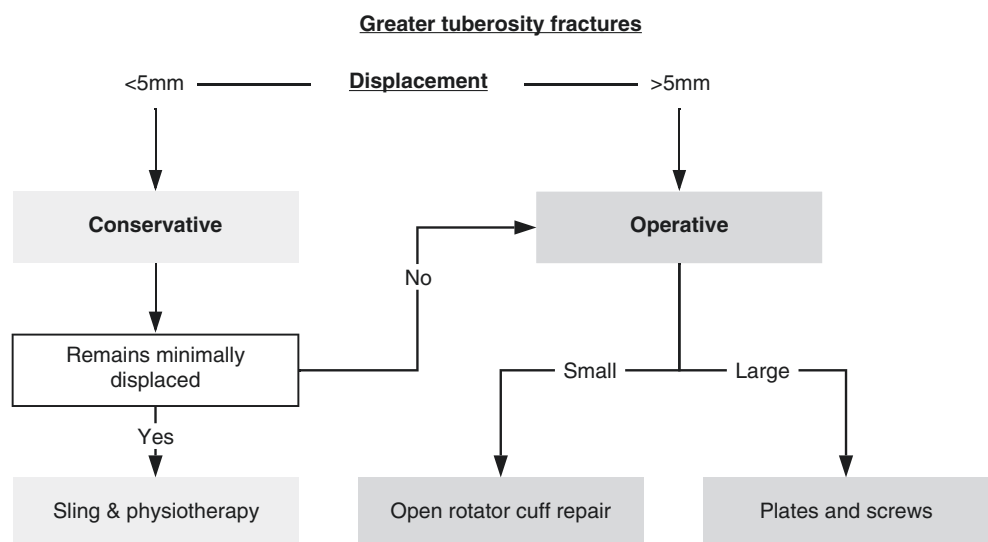 Greater tuberosity fractures
<5mm
Displacement
>5mm
Conservative
Operative
No
Remains minimally
displaced
Small
Large
Yes
Sling & physiotherapy
Open rotator cuff repair
Plates and screws